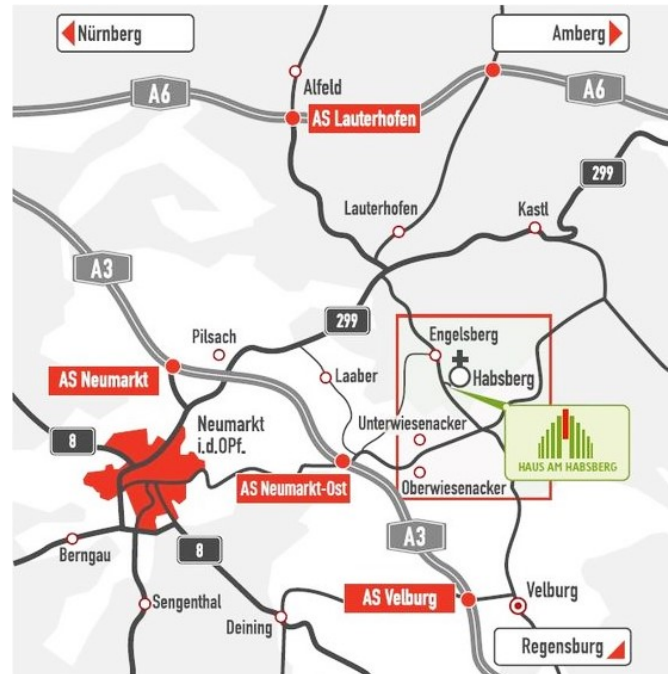 Nürnberg
Amberg
A6
Alfeld
A6
AS Lauterhofen
299
Lauterhofen
Kastl
A3
299
Pilsach
Engelsberg
AS Neumarkt
Laaber
Habsberg
Neumarkt
i.d.OPf.
Unterwiesenacker
8
HAUS AM HABSBERG
AS Neumarkt-Ost
Oberwiesenacker
A3
8
Berngau
Sengenthal
AS Velburg
Velburg
Deining
Regensburg